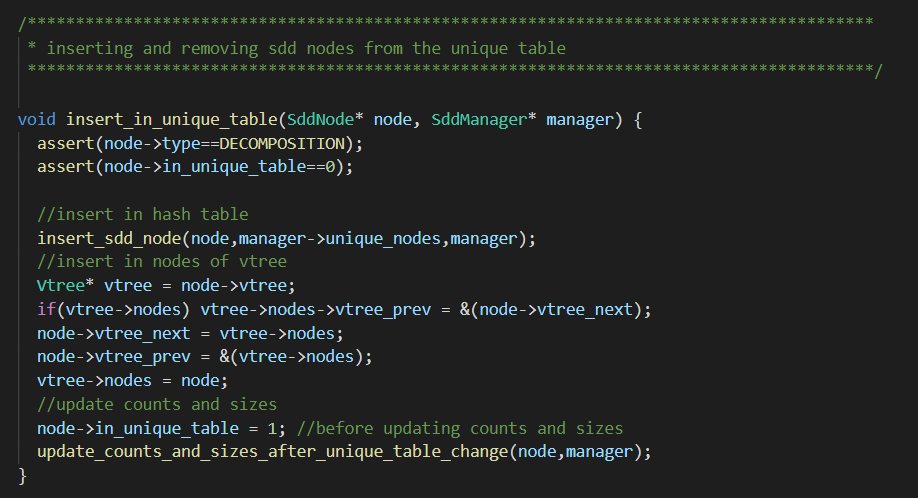 /****************************************************************************************
 * inserting and removing sdd nodes from the unique table
 ****************************************************************************************/

void insert_in_unique_table(SddNode* node, SddManager* manager) {
  assert(node->type==DECOMPOSITION);
  assert(node->in_unique_table==0);

  //insert in hash table
  insert_sdd_node(node,manager->unique_nodes,manager);
  //insert in nodes of vtree
  Vtree* vtree = node->vtree;
  if(vtree->nodes) vtree->nodes->vtree_prev = &(node->vtree_next);
  node->vtree_next = vtree->nodes;
  node->vtree_prev = &(vtree->nodes);
  vtree->nodes = node;
  //update counts and sizes
  node->in_unique_table = 1; //before updating counts and sizes
  update_counts_and_sizes_after_unique_table_change(node,manager);
}